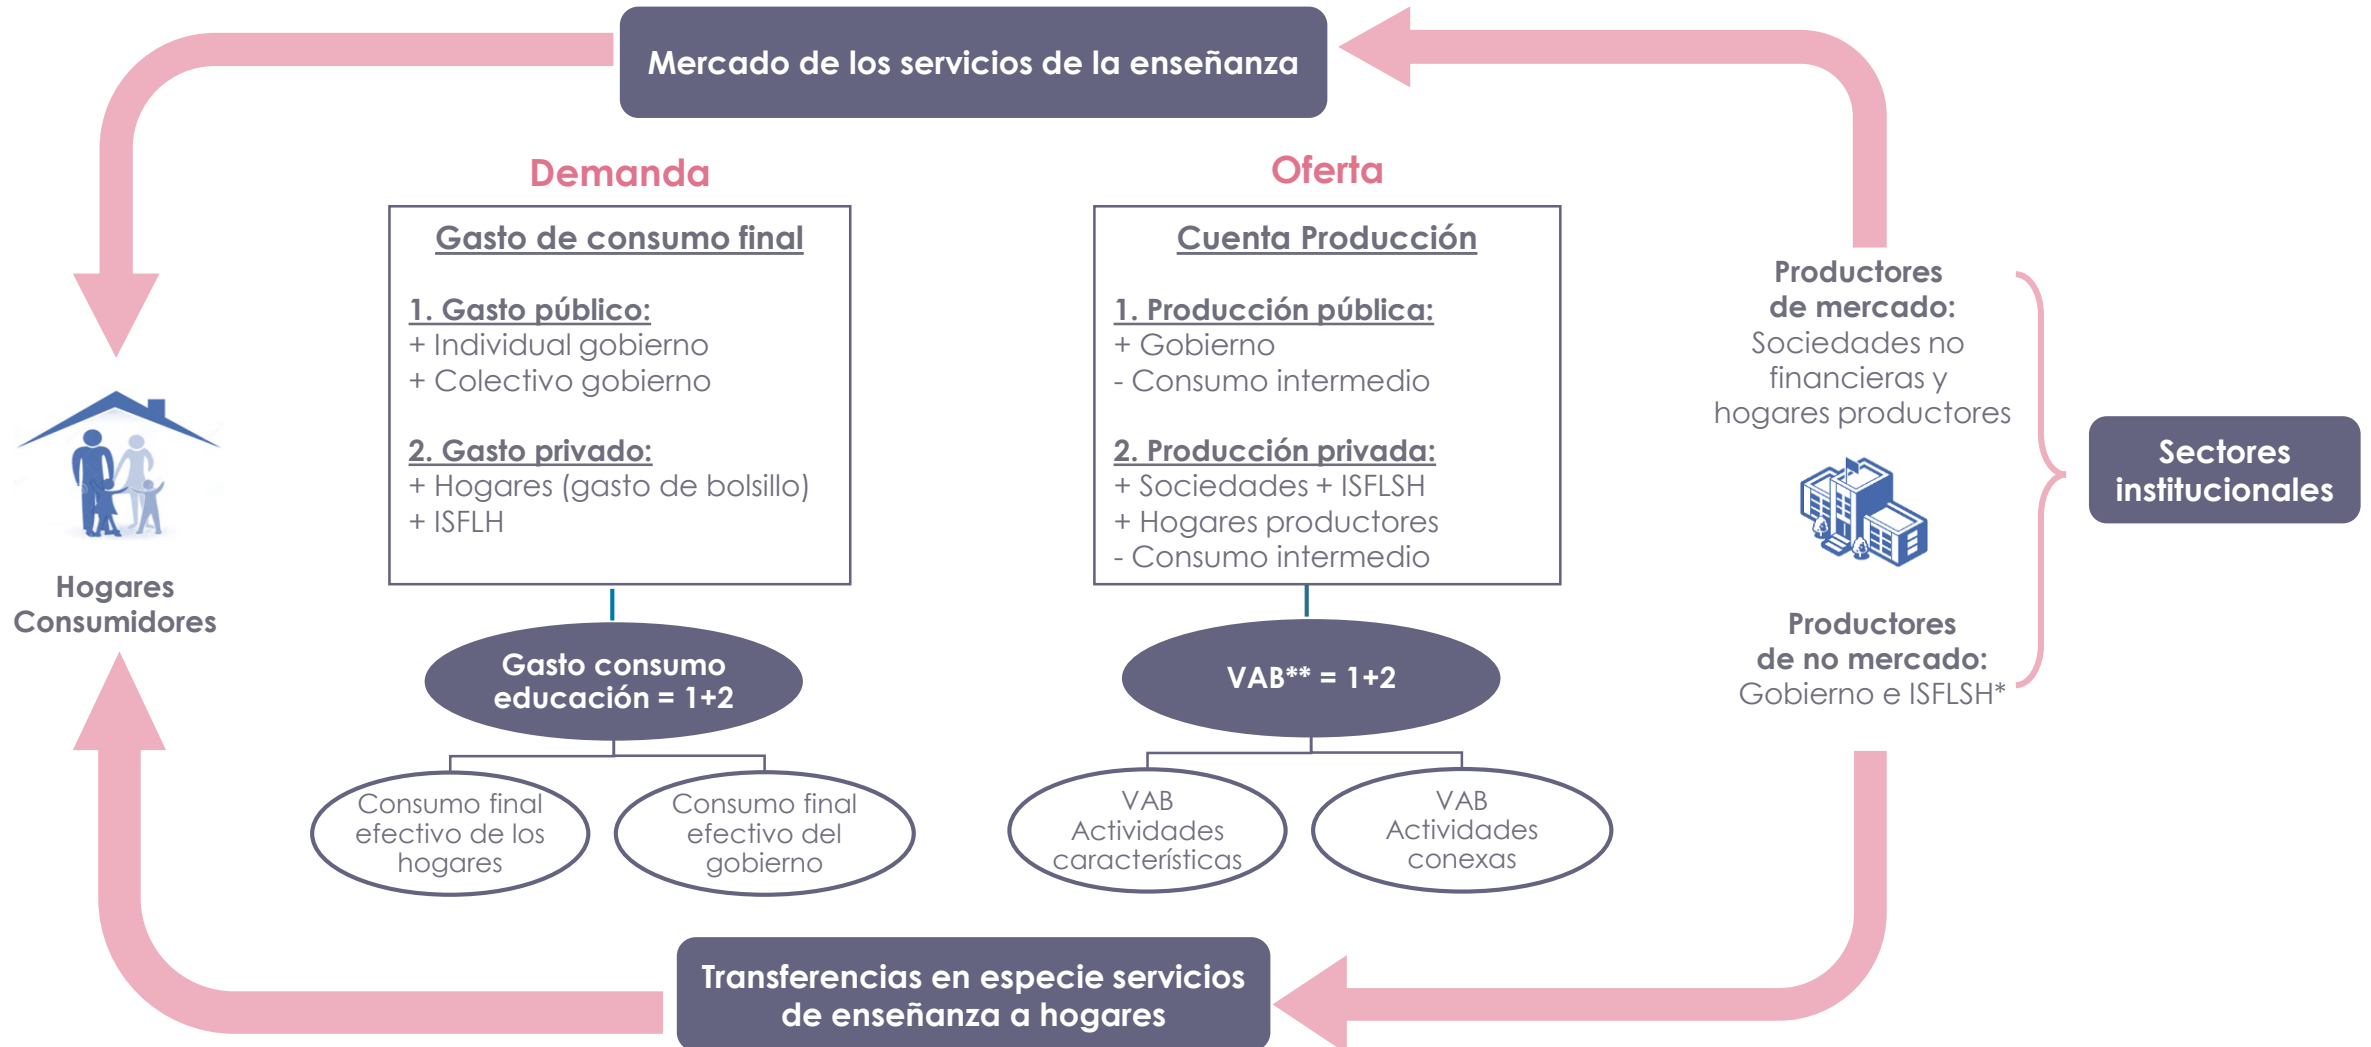 Mercado de los servicios de la enseñanza
Demanda
Gasto de consumo final
1. Gasto público:
+ Individual gobierno
+ Colectivo gobierno
2. Gasto privado:
+ Hogares (gasto de bolsillo)
+ ISFLH
Gasto consumo
educación = 1+2
Consumo final
efectivo de los
hogares
Consumo final
efectivo del
gobierno
Oferta
Cuenta Producción
1. Producción pública:
+ Gobierno
- Consumo intermedio
2. Producción privada:
+ Sociedades + ISFLSH
+ Hogares productores
- Consumo intermedio
VAB** = 1+2
VAB
Actividades
características
VAB
Actividades
conexas
Hogares
Consumidores
Productores
de mercado:
Sociedades no
financieras y
hogares productores
Productores
de no mercado:
Gobierno e ISFLSH*
Sectores
institucionales
Transferencias en especie servicios
de enseñanza a hogares